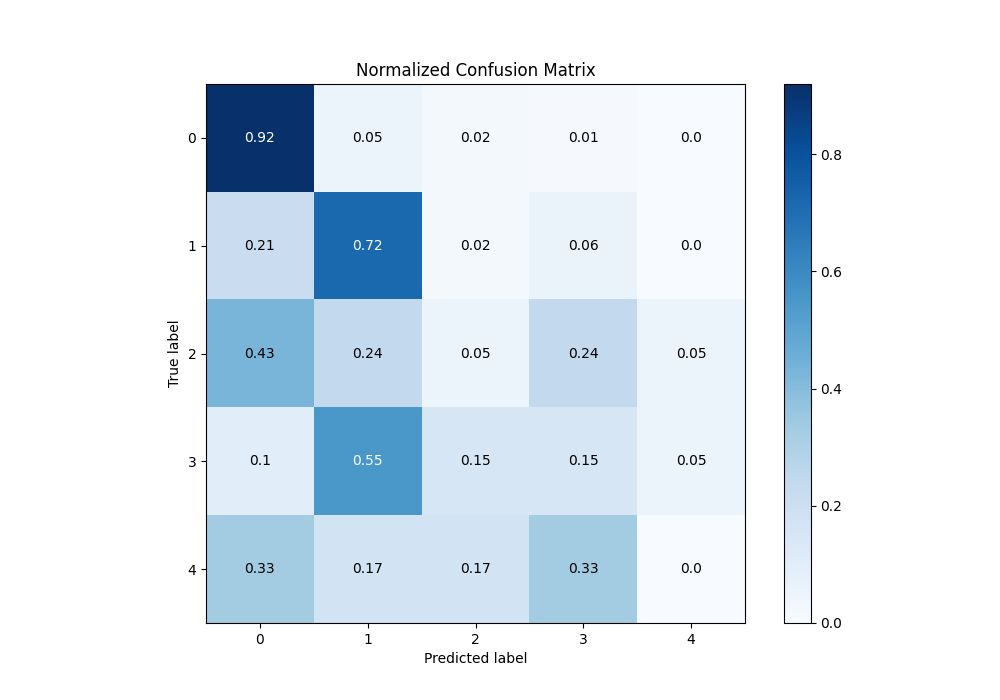 Normalized Confusion Matrix
0 0.92 0.05 0.02 0.01 0.0
1 0.21 0.72 0.02 0.06 0.0
2 0.43 0.24 0.05 0.24 0.05
3 0.1 0.55 0.15 0.15 0.05
4 0.33 0.17 0.17 0.33 0.0
0 1 2 3 4
Predicted label
True label
0.8
0.6
0.4
0.2
0.0